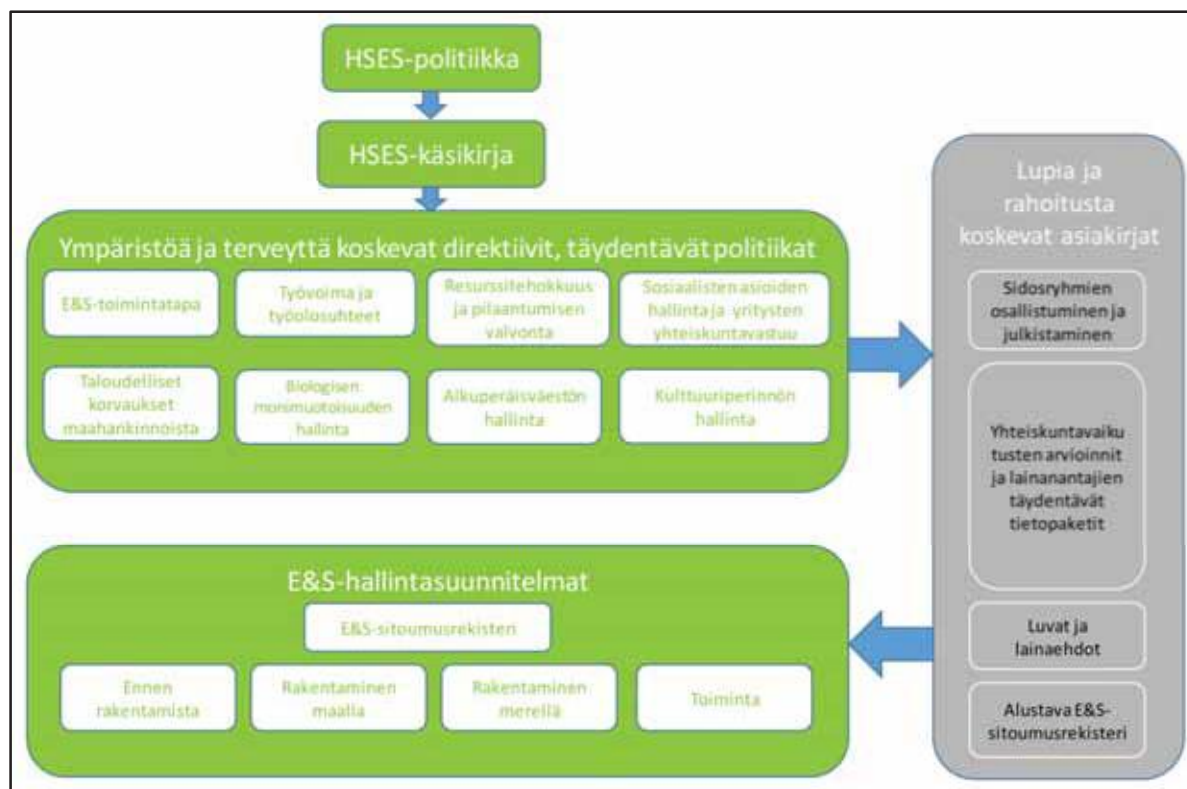 HSES-politiikka
HSES-käsikirja
Ympäristöä ja terveyttä koskevat direktiivit, täydentävät politiikat
E&S-toimintatapa
Työvoima ja
työolosuhteet
Resurssitehokkuus
ja pilaantumisen
valvonta
Sosiaalisten asioiden
hallinta ja yritysten
yhteiskuntavastuu
Taloudelliset
korvaukset
maahankinnoista
Biologisen
monimuotoisuuden
hallinta
Alkuperäisväestön
hallinta
Kulttuuriperinnön
hallinta
Lupia ja
rahoitusta
koskevat asiakirjat
Sidosryhmien
osallistuminen ja
julkistaminen
Yhteiskuntavaiku
tusten arvioinnit
ja lainanantajien
täydentävät
tietopaketit
Luvat ja
lainaehdot
Alustava E&S-
sitoumusrekisteri
E&S-hallintasuunnitelmat
E&S-sitoumusrekisteri
Ennen
rakentamista
Rakentaminen
maalla
Rakentaminen
merellä
Toiminta